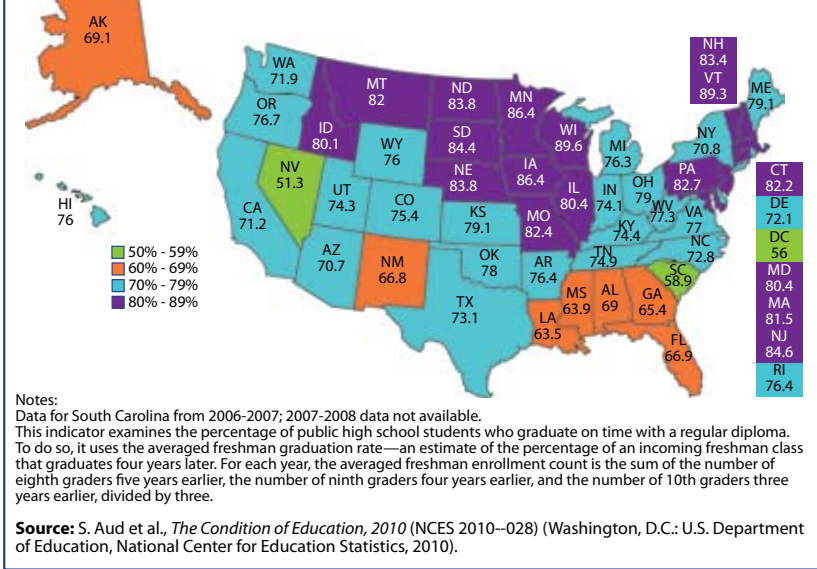 AK
69.1
NH
83.4
VT
89.3
WA
71.9
MT
82
ND
83.8
MN
86.4
ME
79.1
OR
76.7
ID
80.1
SD
84.4
WI
89.6
NY
70.8
WY
76
MI
76.3
NV
51.3
NE
83.8
IA
86.4
PA
82.7
CT
82.2
HI
76
UT
74.3
CO
75.4
IL
80.4
IN
74.1
OH
79
WV
77.3
DE
72.1
CA
71.2
KS
79.1
MO
82.4
KY
74.4
VA
77
DC
56
NC
72.8
AZ
70.7
NM
66.8
OK
78
AR
76.4
TN
74.9
SC
58.9
MD
80.4
MA
81.5
TX
73.1
MS
63.9
AL
69
GA
65.4
LA
63.5
NJ
84.6
FL
66.9
RI
76.4
50% - 59%
60% - 69%
70% - 79%
80% - 89%
Notes:
Data for South Carolina from 2006-2007; 2007-2008 data not available.
This indicator examines the percentage of public high school students who graduate on time with a regular diploma.
To do so, it uses the averaged freshman graduation rate—an estimate of the percentage of an incoming freshman class
that graduates four years later. For each year, the averaged freshman enrollment count is the sum of the number of
eighth graders five years earlier, the number of ninth graders four years earlier, and the number of 10th graders three
years earlier, divided by three.
Source: S. Aud et al., The Condition of Education, 2010 (NCES 2010--028) (Washington, D.C.: U.S. Department
of Education, National Center for Education Statistics, 2010).